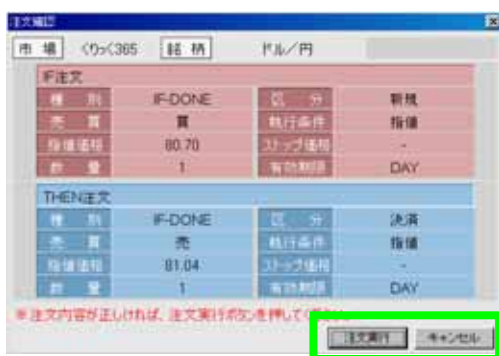 注文確認
市 場 くりっく365 銘 柄 ドル／円
IF注文
種 別 IF-DONE 区 分 新規
売 買 買 執行条件 指値
指値価格 80.70 ストップ価格 -
数 量 1 有効期限 DAY
THEN注文
種 別 IF-DONE 区 分 決済
売 買 売 執行条件 指値
指値価格 81.04 ストップ価格 -
数 量 1 有効期限 DAY
※注文内容が正しければ、注文実行ボタンを押してください
注文実行 キャンセル